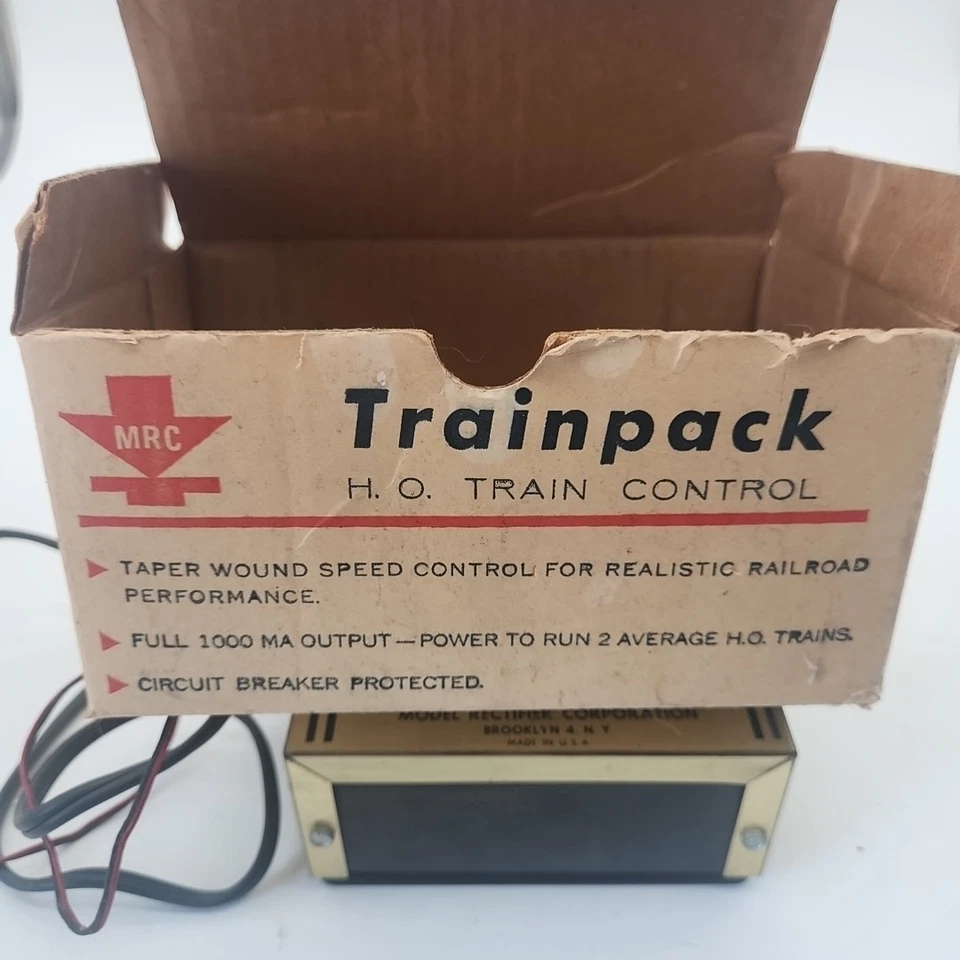 MRC
Trainpack
H. O. TRAIN CONTROL
TAPER WOUND SPEED CONTROL FOR REALISTIC RAILROAD
PERFORMANCE.
FULL 1000 MA OUTPUT — POWER TO RUN 2 AVERAGE H.O. TRAINS.
CIRCUIT BREAKER PROTECTED.
MODEL RECTIFIER CORPORATION
BROOKLYN 4, N. Y
MADE IN U S A